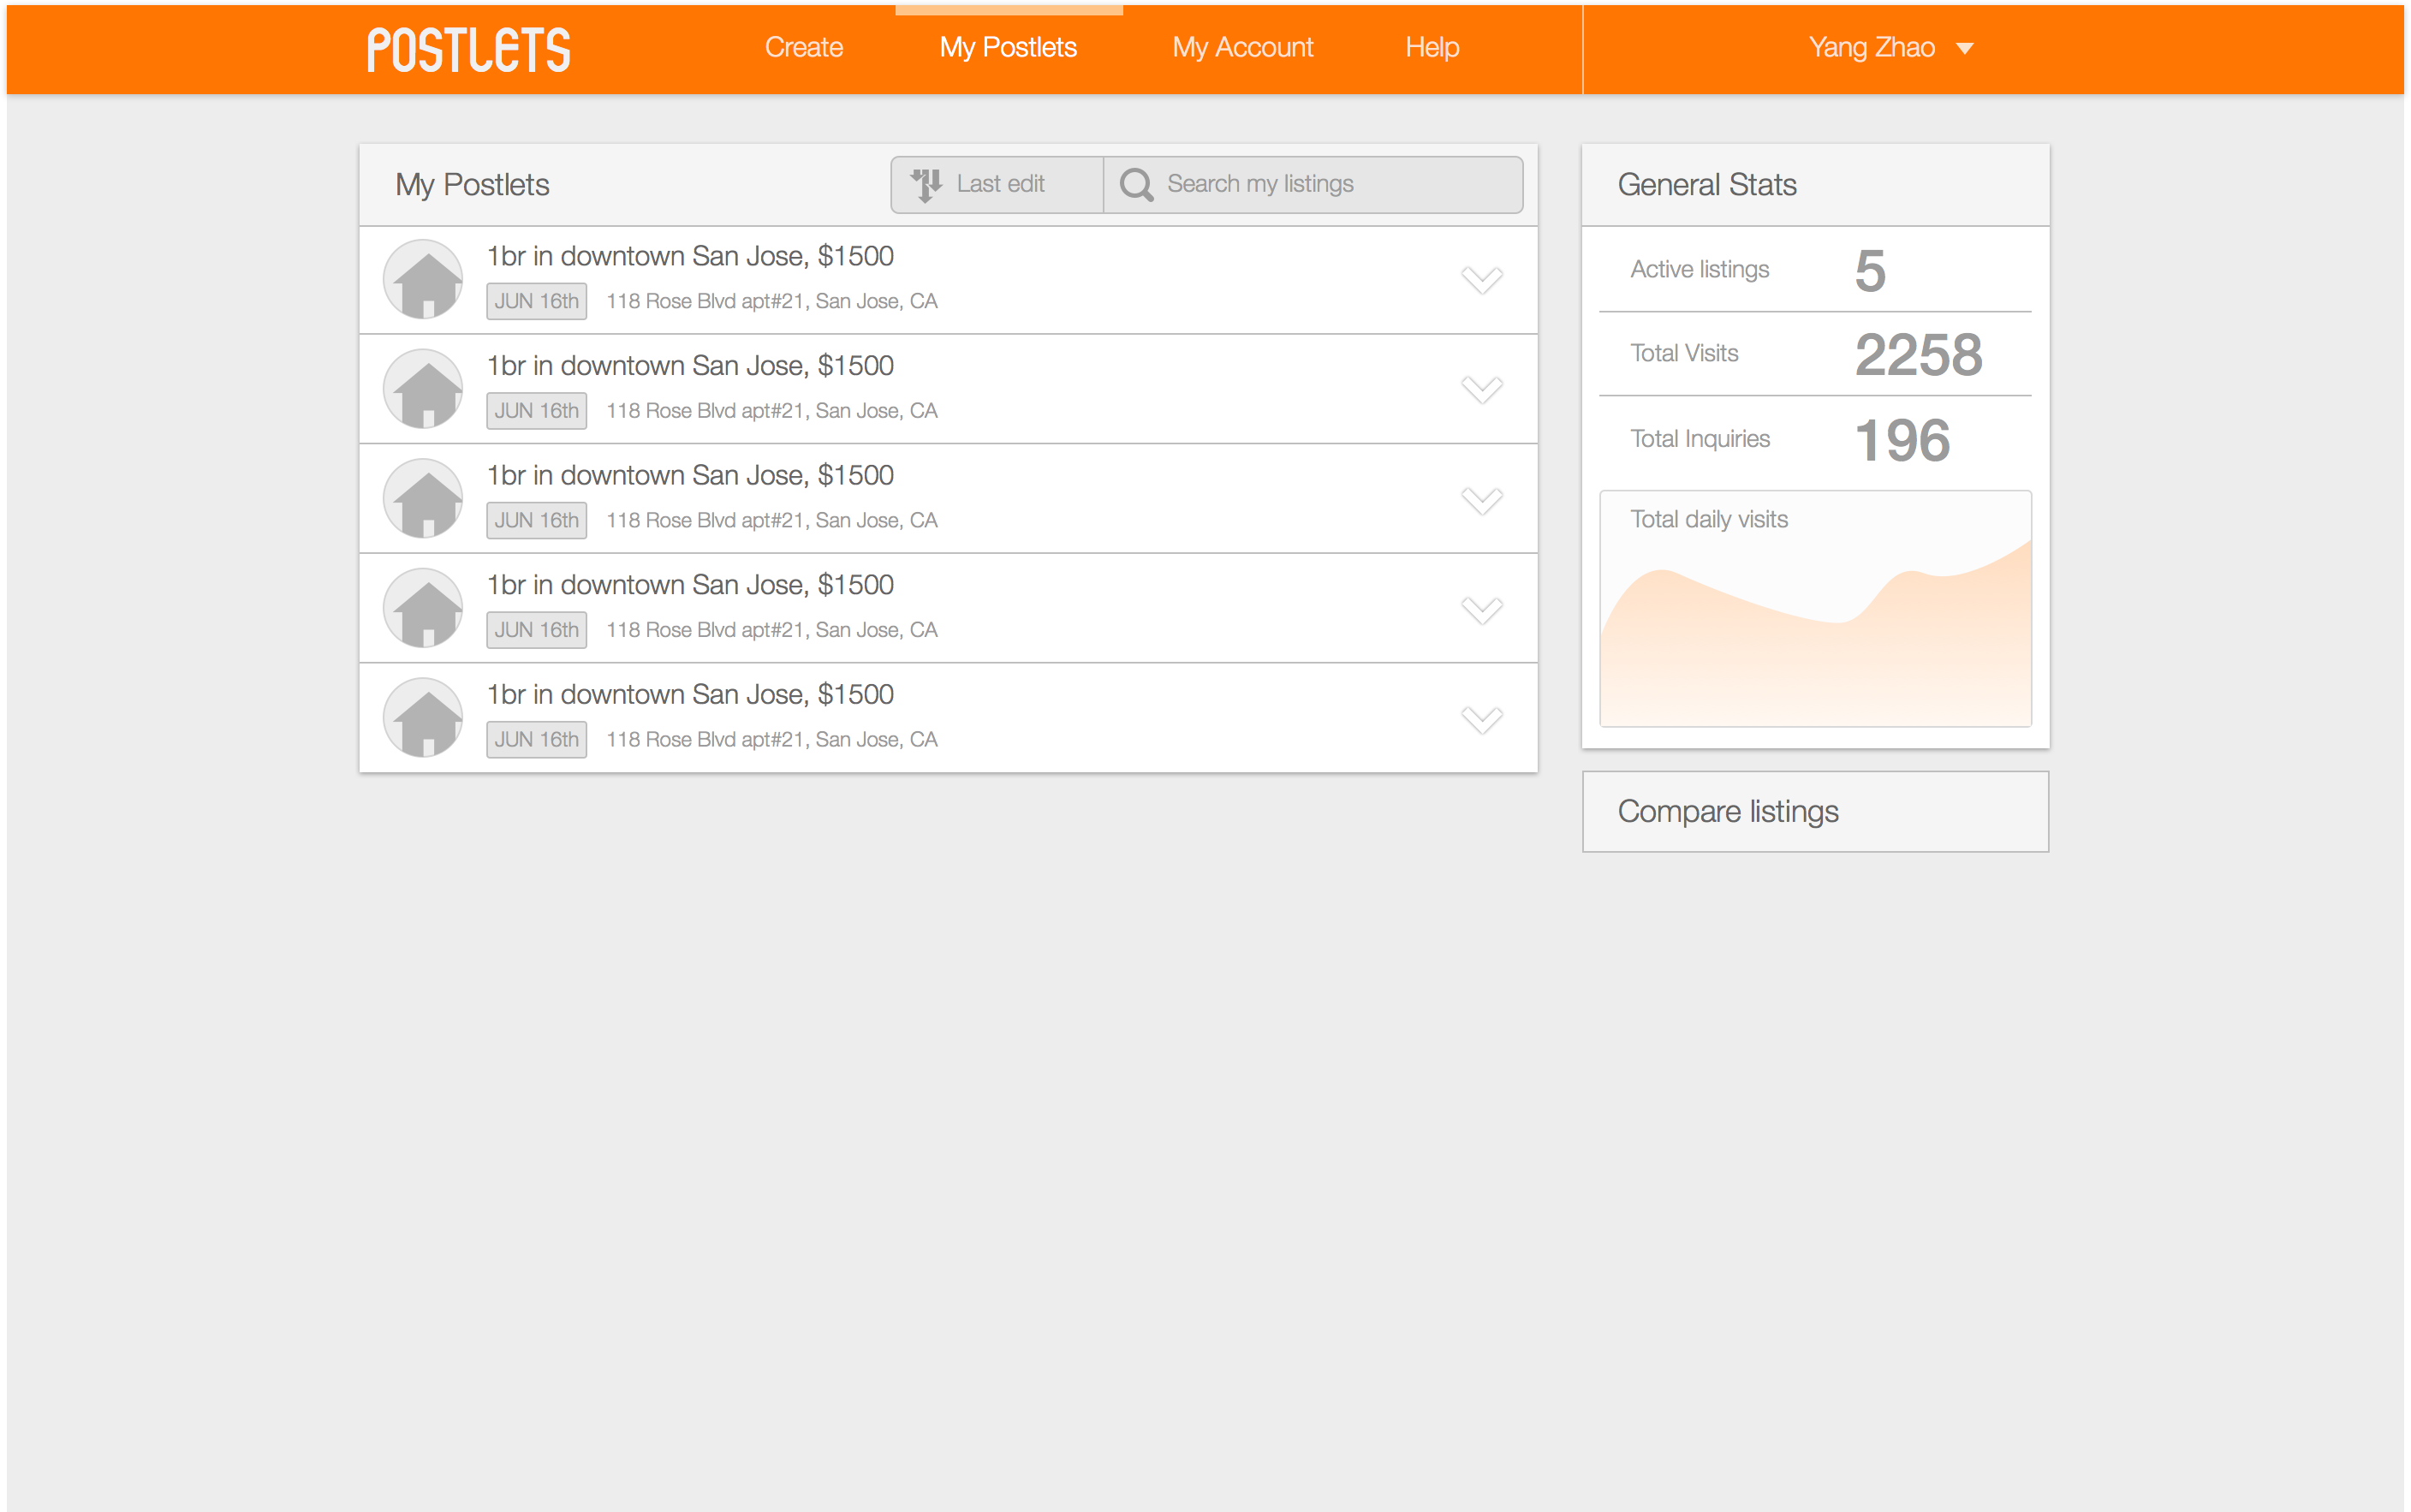 POSTLETS
Create
My Postlets
My Account
Help
Yang Zhao
My Postlets
Last edit
Search my listings
1br in downtown San Jose, $1500
JUN 16th 118 Rose Blvd apt#21, San Jose, CA
1br in downtown San Jose, $1500
JUN 16th 118 Rose Blvd apt#21, San Jose, CA
1br in downtown San Jose, $1500
JUN 16th 118 Rose Blvd apt#21, San Jose, CA
1br in downtown San Jose, $1500
JUN 16th 118 Rose Blvd apt#21, San Jose, CA
1br in downtown San Jose, $1500
JUN 16th 118 Rose Blvd apt#21, San Jose, CA
General Stats
Active listings 5
Total Visits 2258
Total Inquiries 196
Total daily visits
Compare listings